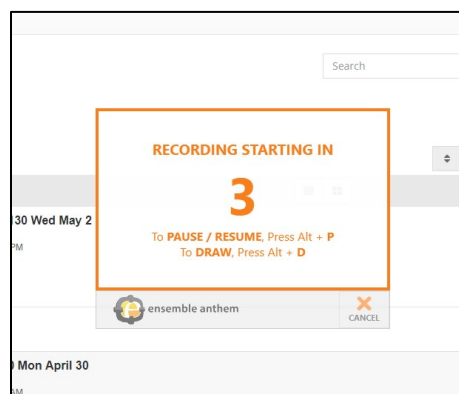 Search
RECORDING STARTING IN
3
130 Wed May 2
PM
To PAUSE / RESUME, Press Alt + P
To DRAW, Press Alt + D
ensemble anthem
CANCEL
Mon April 30
AM